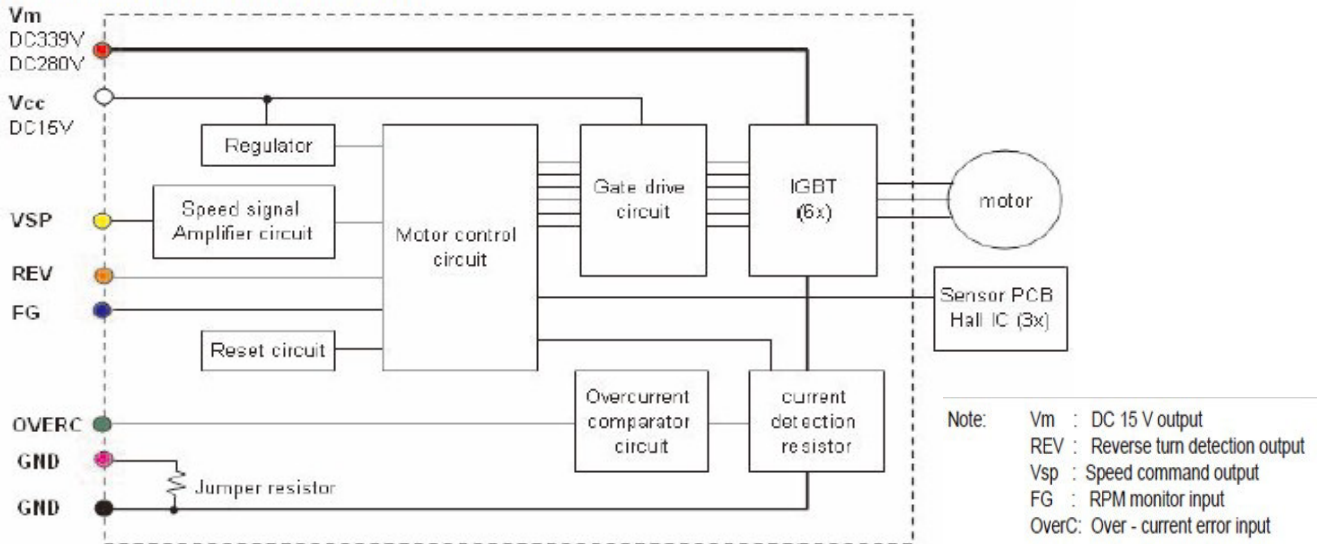 Vm
DC339V
DC280V
Vcc
DC15V
Regulator
VSP
Speed signal
Amplifier circuit
Motor control
circuit
Gate drive
circuit
IGBT
(6x)
motor
REV
FG
Sensor PCB
Hall IC (3x)
Reset circuit
OVERC
Overcurrent
comparator
circuit
current
detection
resistor
GND
Jumper resistor
GND
Note: Vm : DC 15 V output
REV : Reverse turn detection output
Vsp : Speed command output
FG : RPM monitor input
OverC: Over - current error input